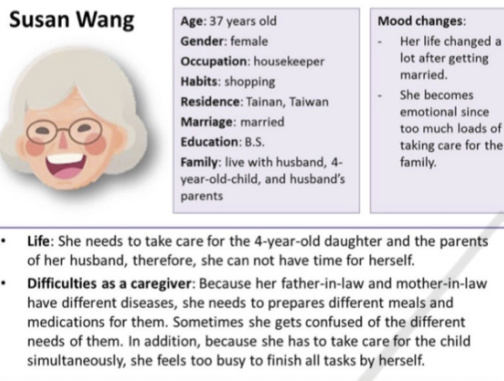 Susan Wang
Age: 37 years old
Gender: female
Occupation: housekeeper
Habits: shopping
Residence: Tainan, Taiwan
Marriage: married
Education: B.S.
Family: live with husband, 4-
year-old-child, and husband's
parents
Mood changes:
- Her life changed a
lot after getting
married.
- She becomes
emotional since
too much loads of
taking care for the
family.
• Life: She needs to take care for the 4-year-old daughter and the parents
of her husband, therefore, she can not have time for herself.
• Difficulties as a caregiver: Because her father-in-law and mother-in-law
have different diseases, she needs to prepares different meals and
medications for them. Sometimes she gets confused of the different
needs of them. In addition, because she has to take care for the child
simultaneously, she feels too busy to finish all tasks by herself.